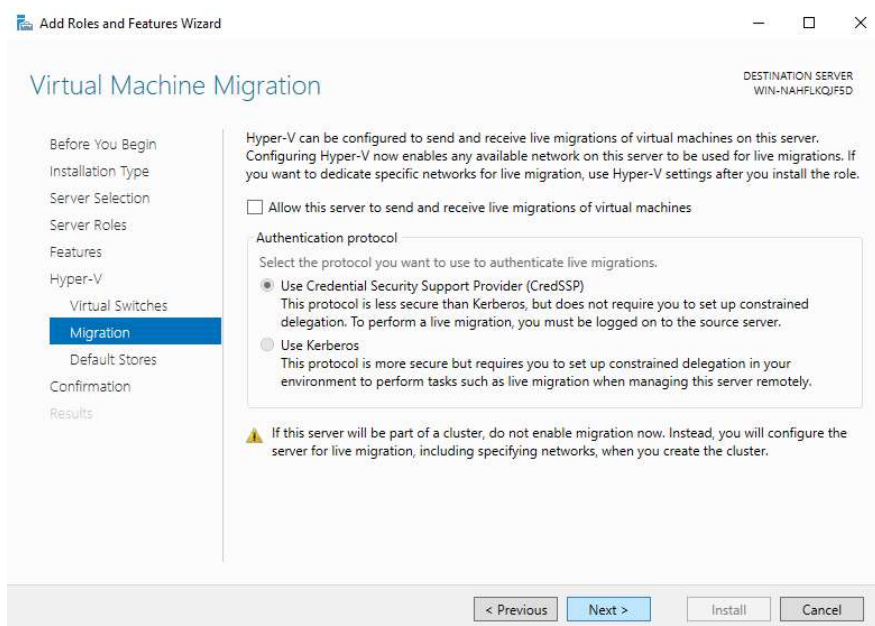 Add Roles and Features Wizard
Virtual Machine Migration
DESTINATION SERVER
WIN-NAHFLKQJF5D
Before You Begin
Installation Type
Server Selection
Server Roles
Features
Hyper-V
Virtual Switches
Migration
Default Stores
Confirmation
Results
Hyper-V can be configured to send and receive live migrations of virtual machines on this server.
Configuring Hyper-V now enables any available network on this server to be used for live migrations. If
you want to dedicate specific networks for live migration, use Hyper-V settings after you install the role.
Allow this server to send and receive live migrations of virtual machines
Authentication protocol
Select the protocol you want to use to authenticate live migrations.
Use Credential Security Support Provider (CredSSP)
This protocol is less secure than Kerberos, but does not require you to set up constrained
delegation. To perform a live migration, you must be logged on to the source server.
Use Kerberos
This protocol is more secure but requires you to set up constrained delegation in your
environment to perform tasks such as live migration when managing this server remotely.
If this server will be part of a cluster, do not enable migration now. Instead, you will configure the
server for live migration, including specifying networks, when you create the cluster.
< Previous
Next >
Install
Cancel